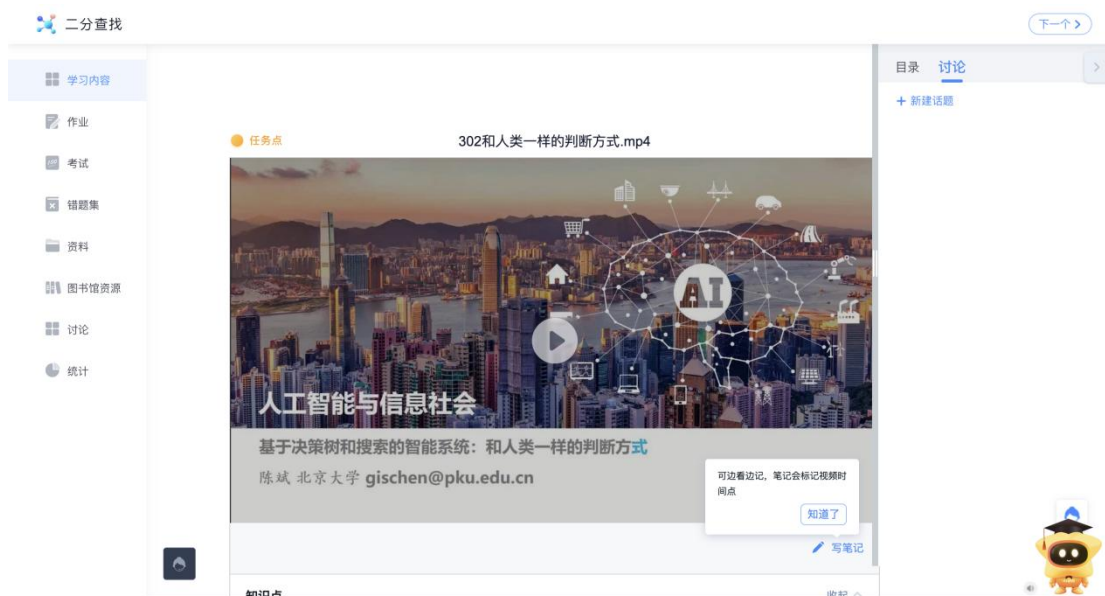 二分查找
下一个 >
学习内容
作业
考试
错题集
资料
图书馆资源
讨论
统计
任务点
302和人类一样的判断方式.mp4
AI
人工智能与信息社会
基于决策树和搜索的智能系统：和人类一样的判断方式
陈斌 北京大学 gischen@pku.edu.cn
可边看边记，笔记会标记视频时
间点
知道了
写笔记
知识点
收起
目录 讨论
+ 新建话题